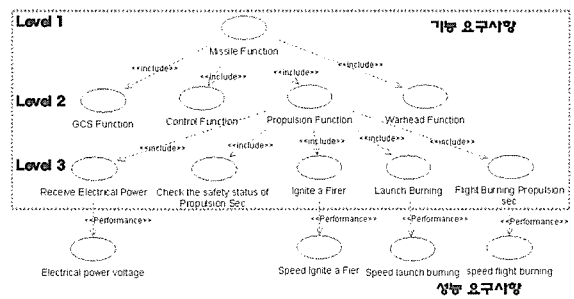 Level 1
기능 요구사항
Missile Function
<<include>>
<<include>>
<<include>>
<<include>>
Level 2
GCS Function
Control Function
Propulsion Function
Warhead Function
<<include>>
<<include>>
<<include>>
<<include>>
<<include>>
Level 3
Receive Electrical Power
Check the safety status of Propulsion Sec
Ignite a Firer
Launch Burning
Flight Burning Propulsion sec
<<Performance>>
<<Performance>>
<<Performance>>
<<Performance>>
Electrical power voltage
Speed Ignite a Fier
Speed launch burning
speed flight burning
성능 요구사항